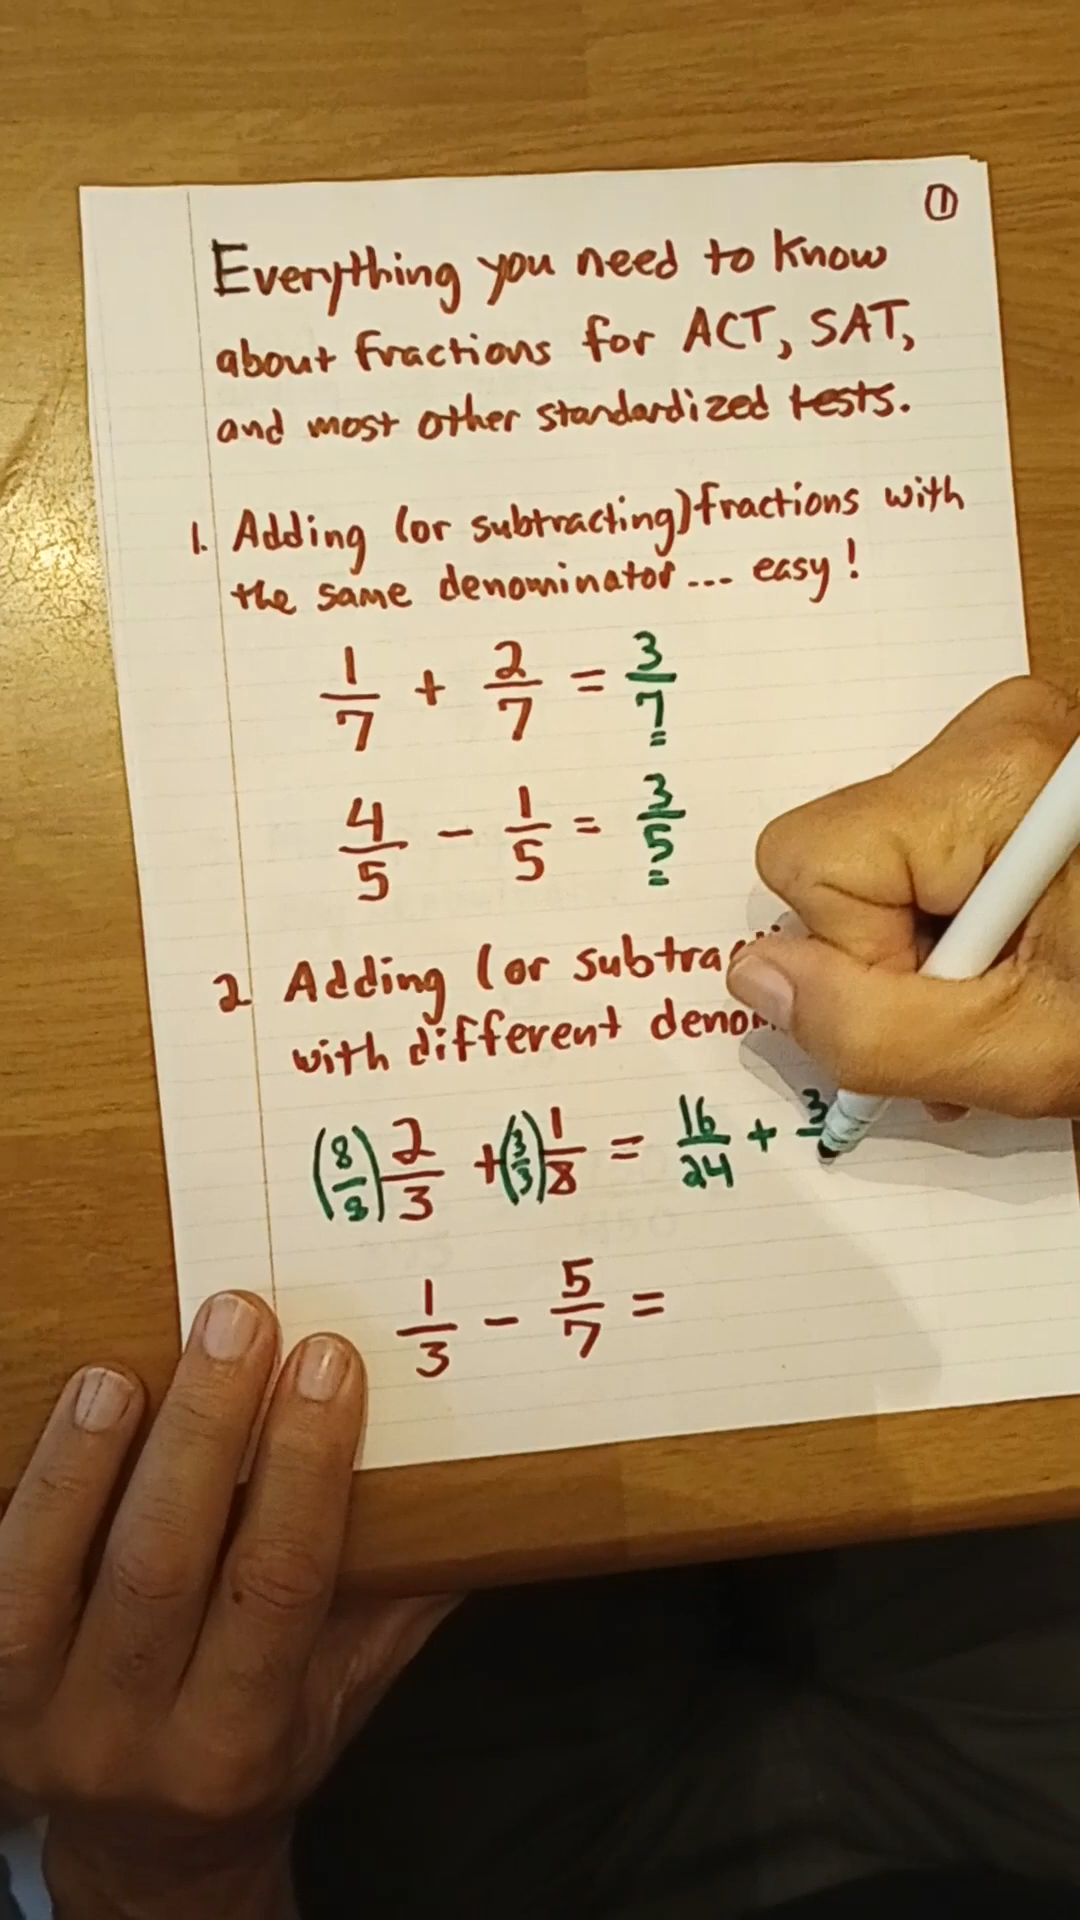 ①
Everything you need to know
about fractions for ACT, SAT,
and most other standardized tests.
1. Adding (or subtracting) fractions with
the same denominator... easy!
1/7 + 2/7 = 3/7
4/5 - 1/5 = 3/5
2 Adding (or subtra
with different deno
(8/8) 2/3 + (3/3) 1/8 = 16/24 + 3
1/3 - 5/7 =